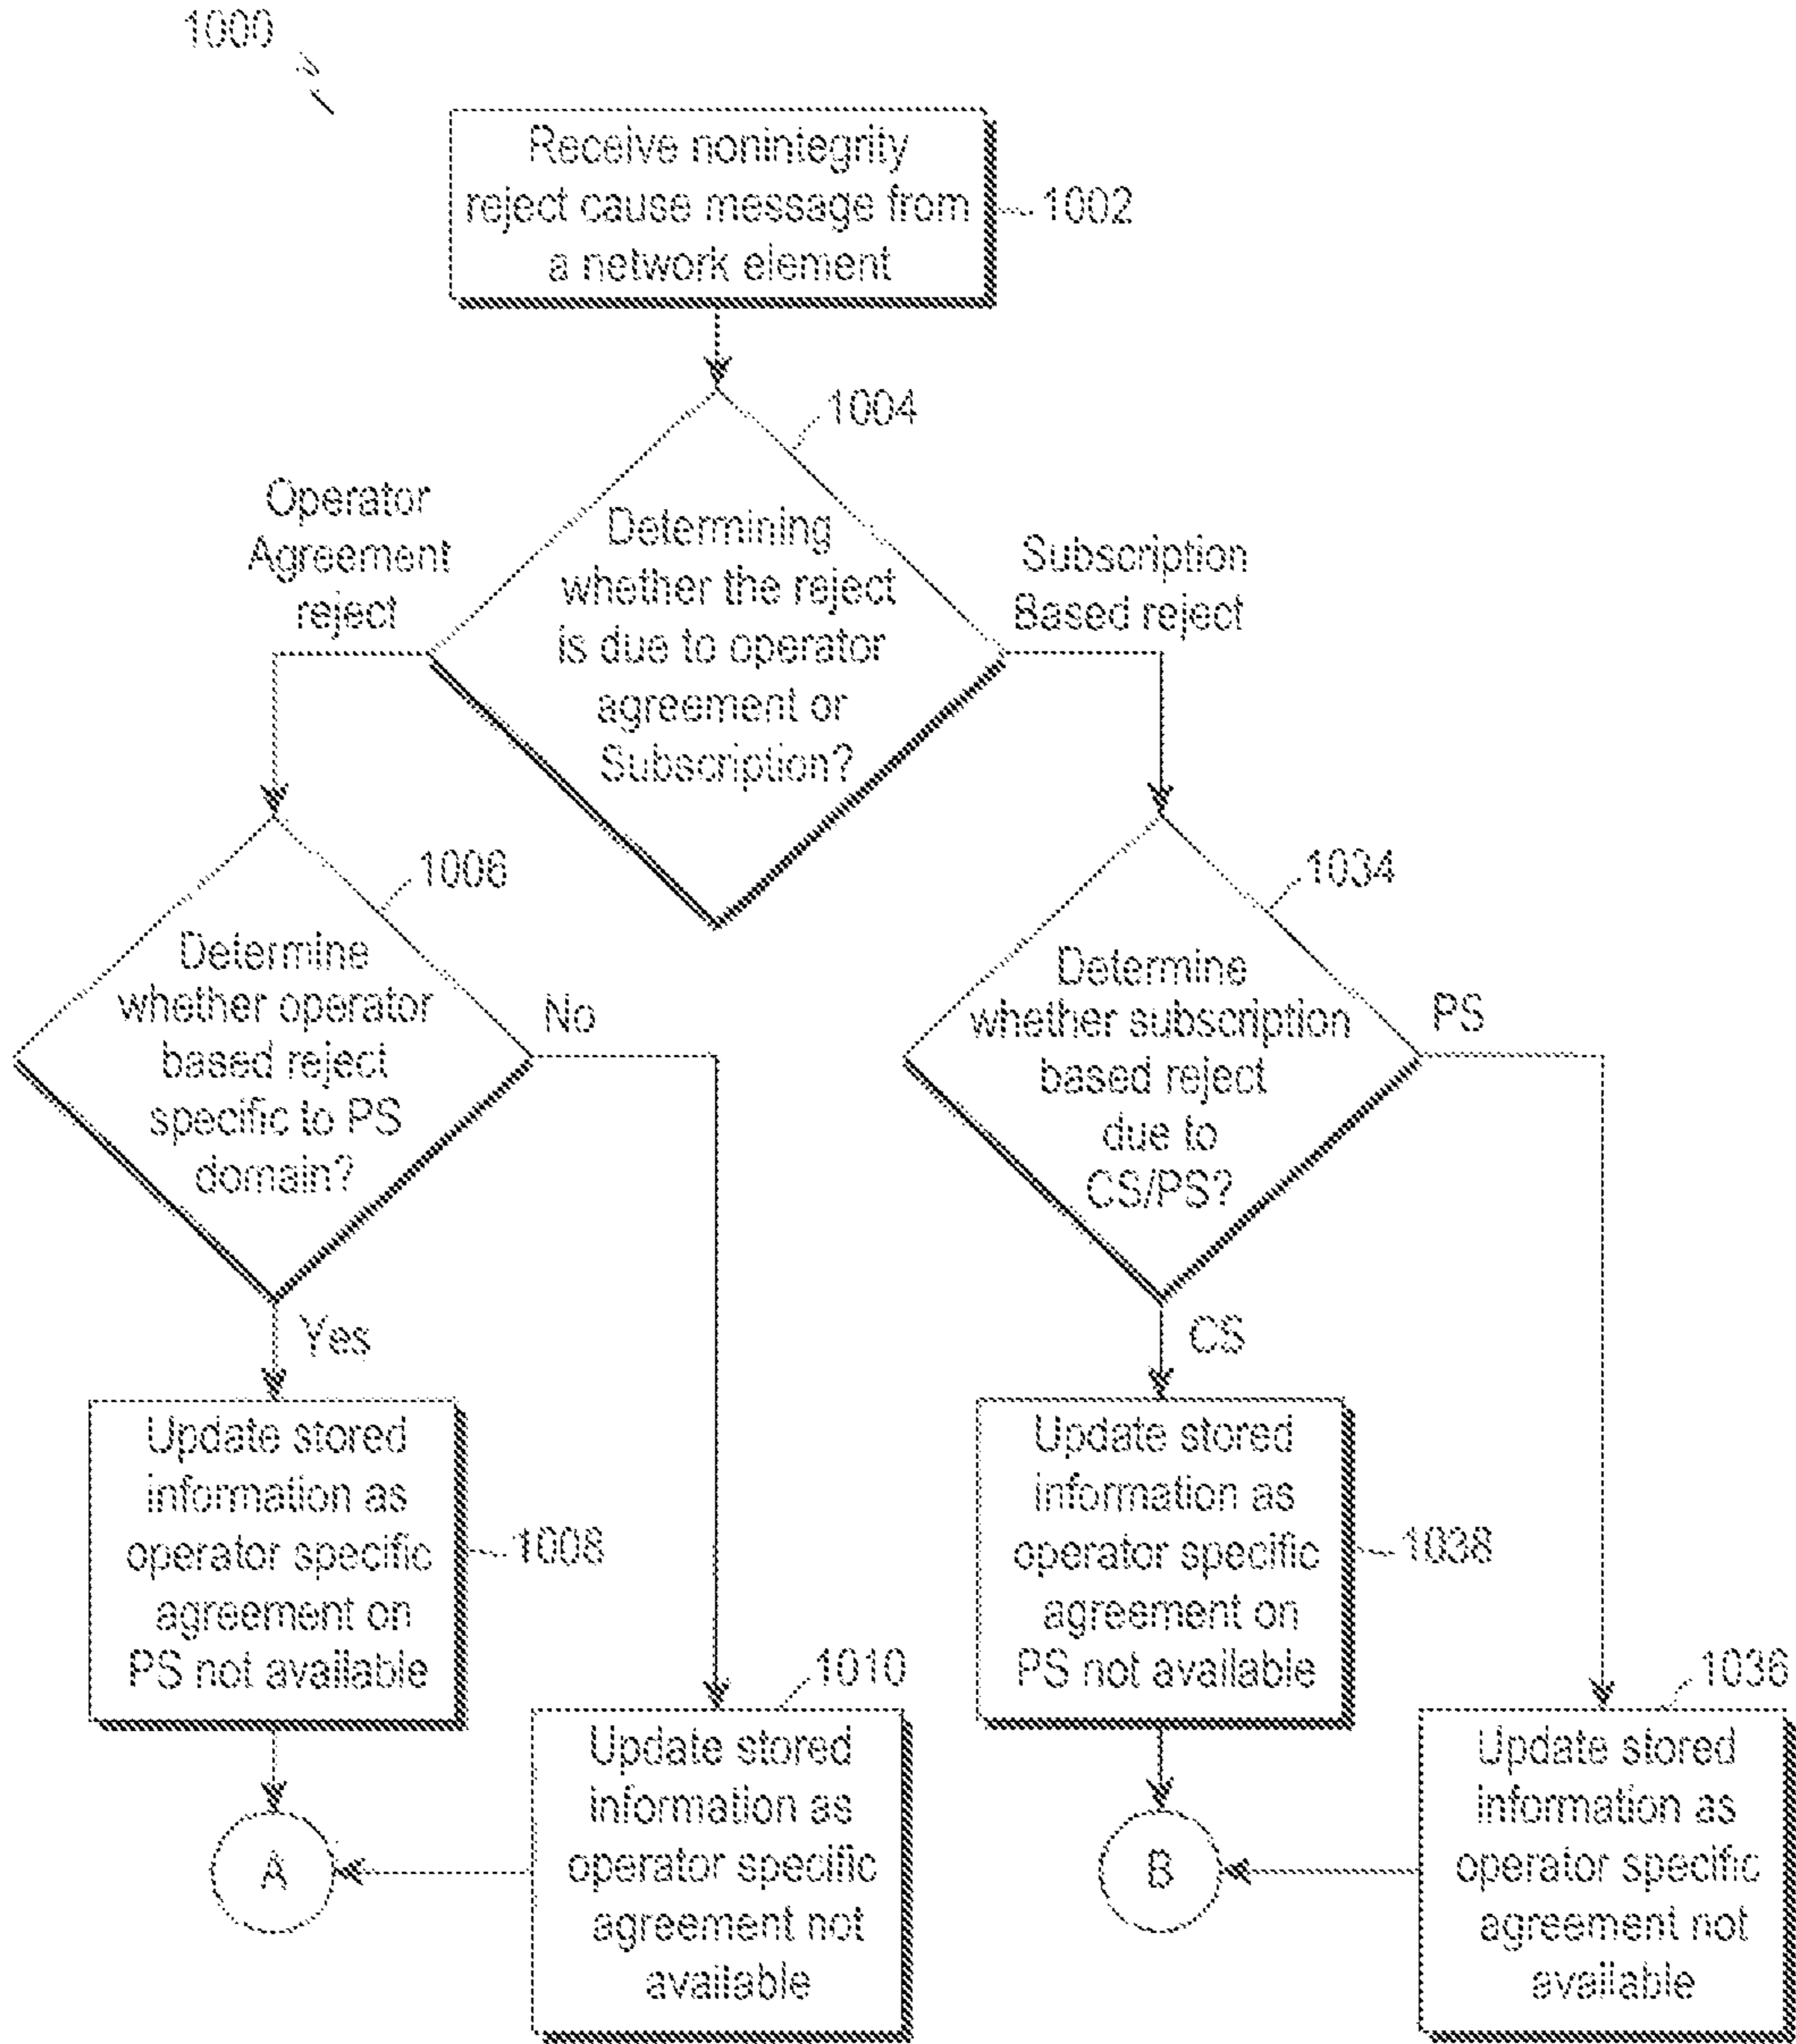 1000
Receive nonintegrity
reject cause message from
a network element
1002
1004
Operator
Agreement
reject
Determining
whether the reject
is due to operator
agreement or
Subscription?
Subscription
Based reject
1006
Determine
whether operator
based reject
specific to PS
domain?
No
Yes
1034
Determine
whether subscription
based reject
due to
CS/PS?
PS
CS
Update stored
information as
operator specific
agreement on
PS not available
1008
1010
Update stored
information as
operator specific
agreement not
available
A
Update stored
information as
operator specific
agreement on
PS not available
1038
1036
Update stored
information as
operator specific
agreement not
available
B